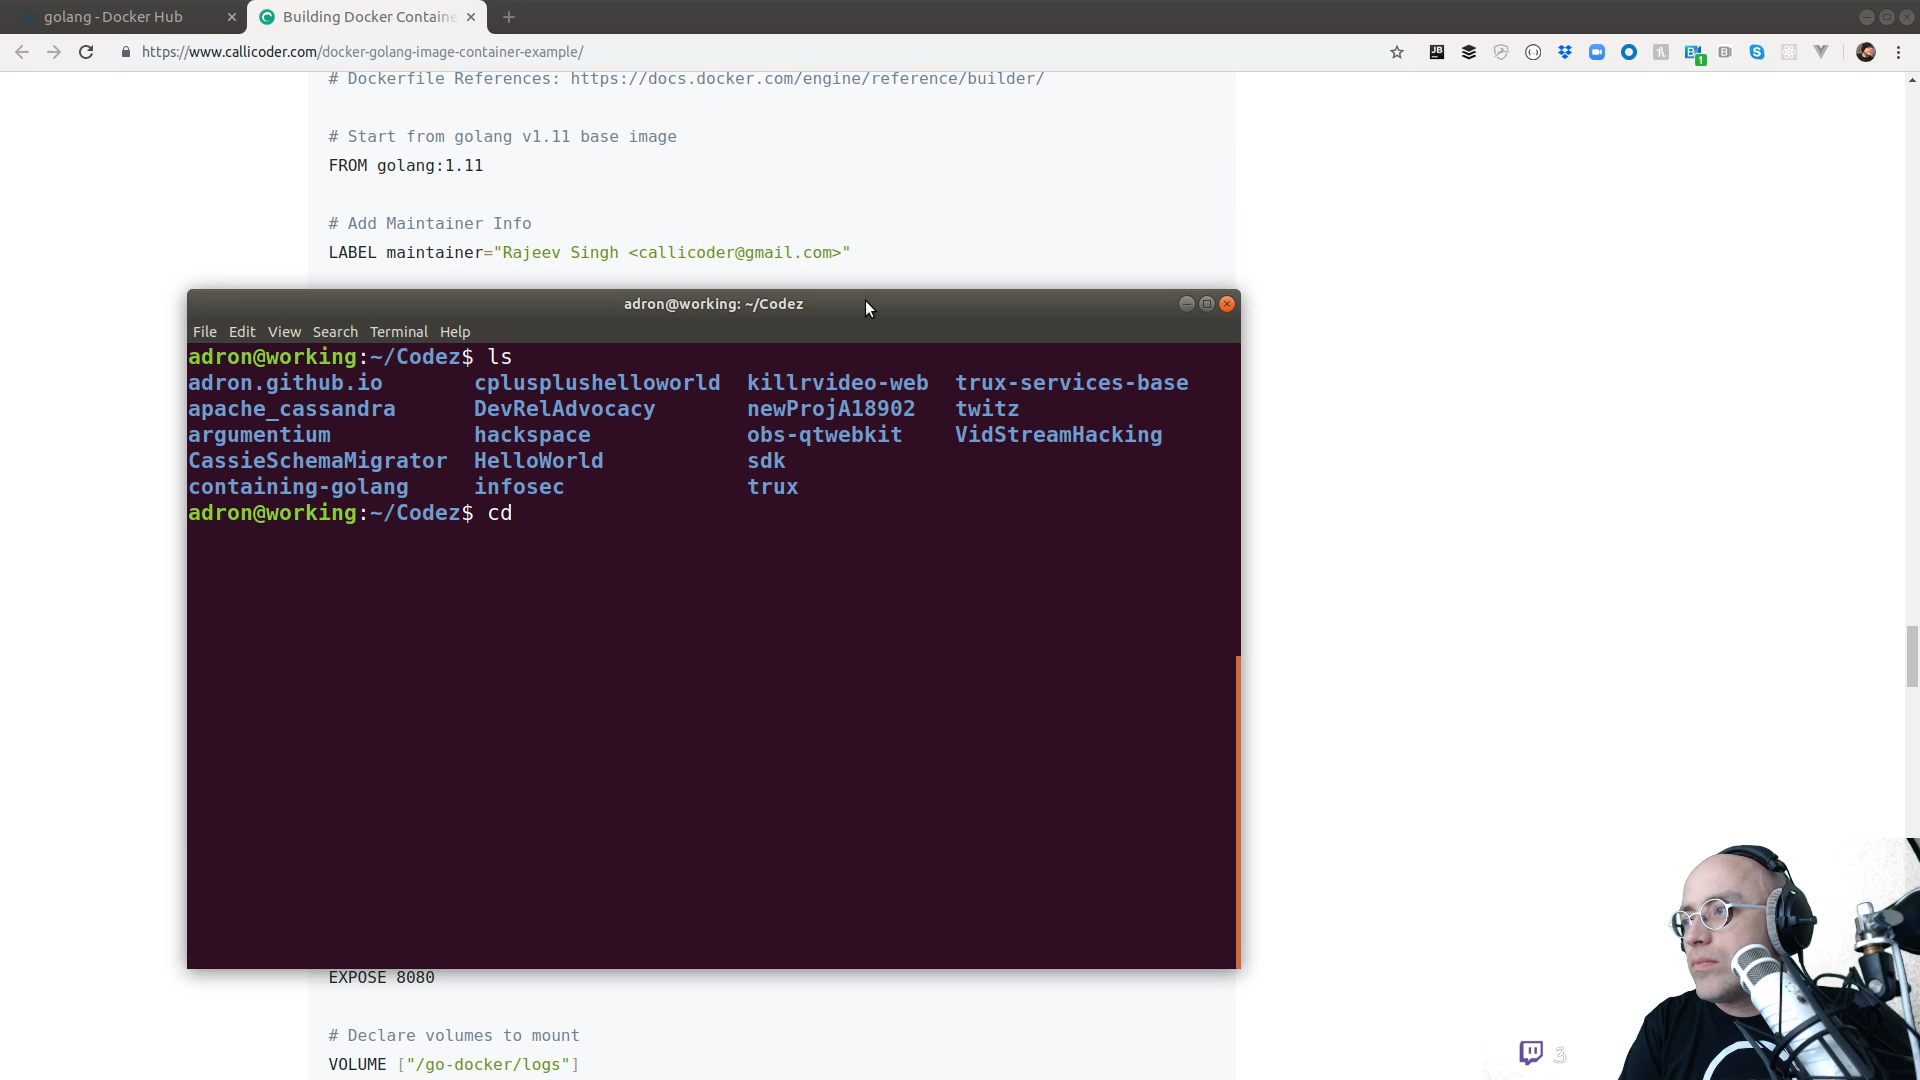 golang - Docker Hub
Building Docker Containe
https://www.callicoder.com/docker-golang-image-container-example/
# Dockerfile References: https://docs.docker.com/engine/reference/builder/
# Start from golang v1.11 base image
FROM golang:1.11
# Add Maintainer Info
LABEL maintainer="Rajeev Singh <callicoder@gmail.com>"
adron@working: ~/Codez
File Edit View Search Terminal Help
adron@working:~/Codez$ ls
adron.github.io cplusplushelloworld killrvideo-web trux-services-base
apache_cassandra DevRelAdvocacy newProjA18902 twitz
argumentium hackspace obs-qtwebkit VidStreamHacking
CassieSchemaMigrator HelloWorld sdk
containing-golang infosec trux
adron@working:~/Codez$ cd
EXPOSE 8080
# Declare volumes to mount
VOLUME ["/go-docker/logs"]
3